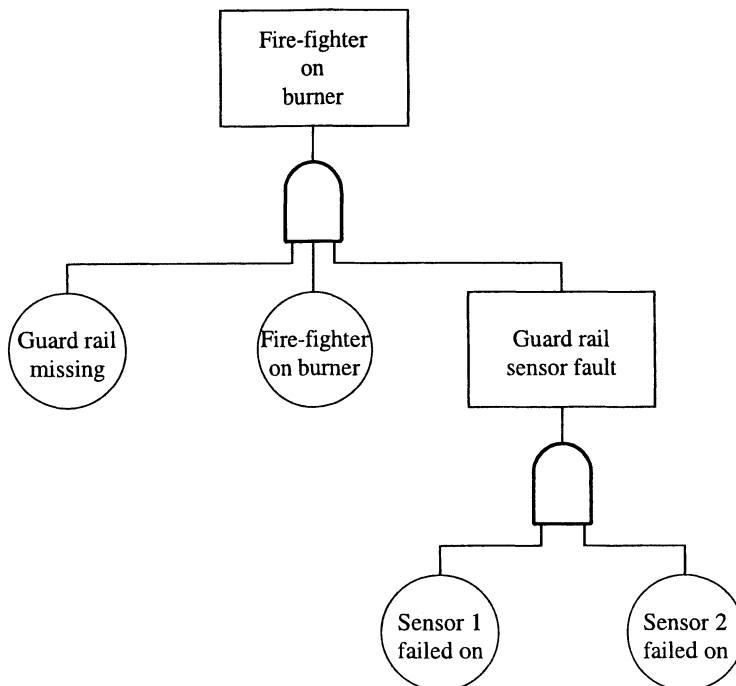 Fire-fighter
on
burner
Guard rail
missing
Fire-fighter
on burner
Guard rail
sensor fault
Sensor 1
failed on
Sensor 2
failed on